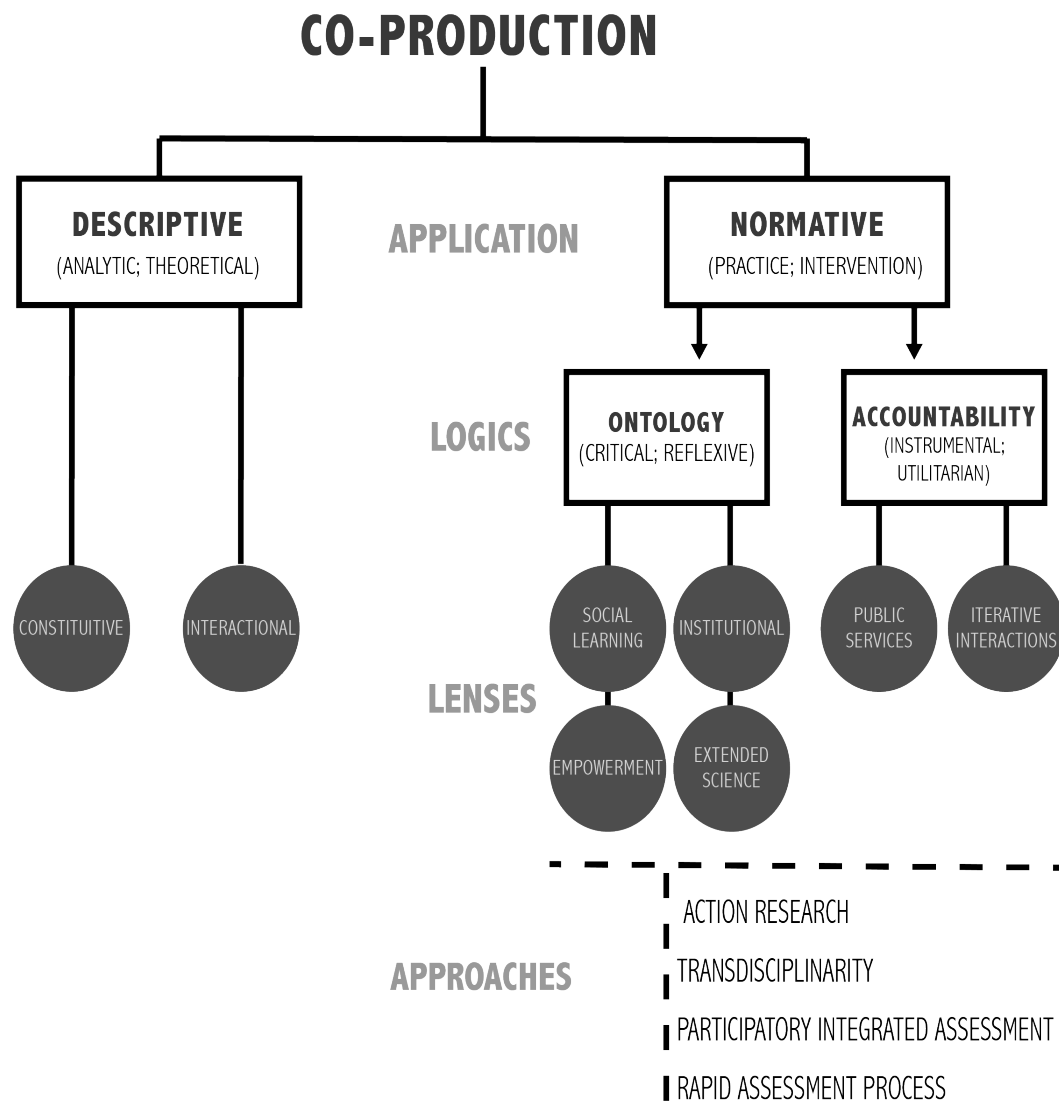 CO-PRODUCTION
DESCRIPTIVE
(ANALYTIC; THEORETICAL)
APPLICATION
NORMATIVE
(PRACTICE; INTERVENTION)
LOGICS
ONTOLOGY
(CRITICAL; REFLEXIVE)
ACCOUNTABILITY
(INSTRUMENTAL;
UTILITARIAN)
CONSTITUITIVE
INTERACTIONAL
SOCIAL
LEARNING
INSTITUTIONAL
PUBLIC
SERVICES
ITERATIVE
INTERACTIONS
LENSES
EMPOWERMENT
EXTENDED
SCIENCE
APPROACHES
ACTION RESEARCH
TRANSDISCIPLINARITY
PARTICIPATORY INTEGRATED ASSESSMENT
RAPID ASSESSMENT PROCESS